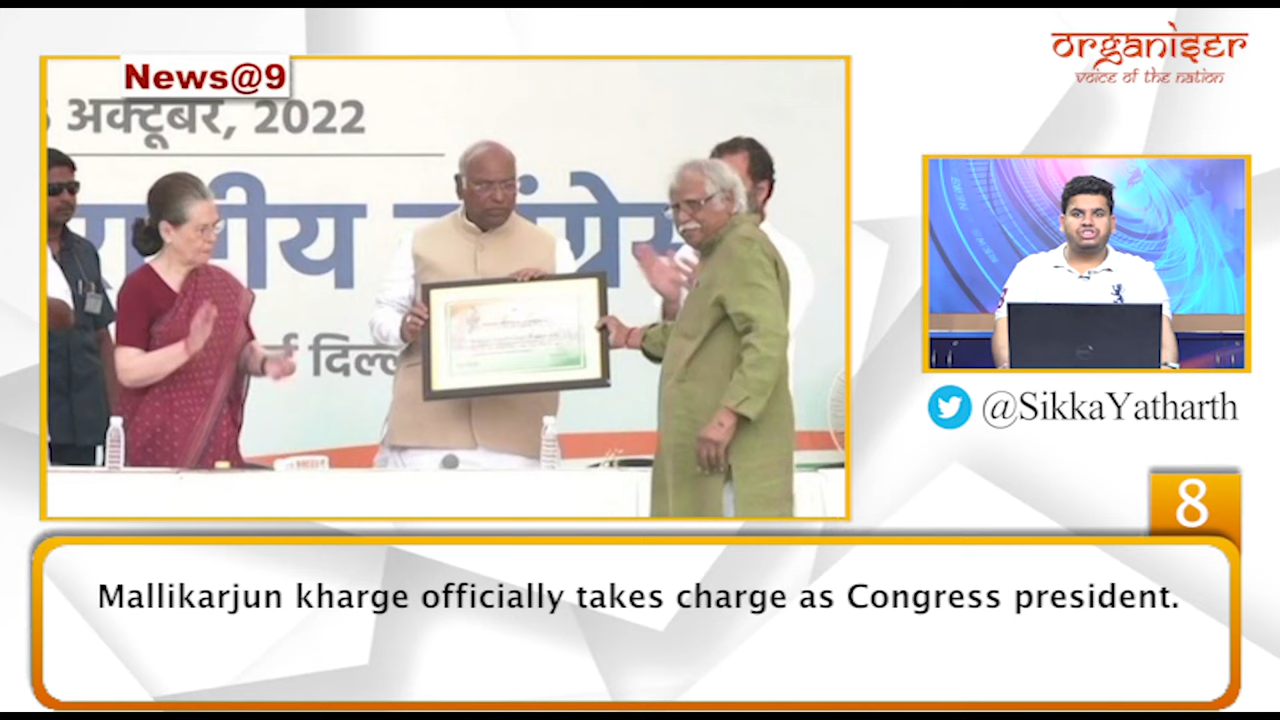 organiser
voice of the nation
News@9
अक्टूबर, 2022
@SikkaYatharth
8
Mallikarjun kharge officially takes charge as Congress president.